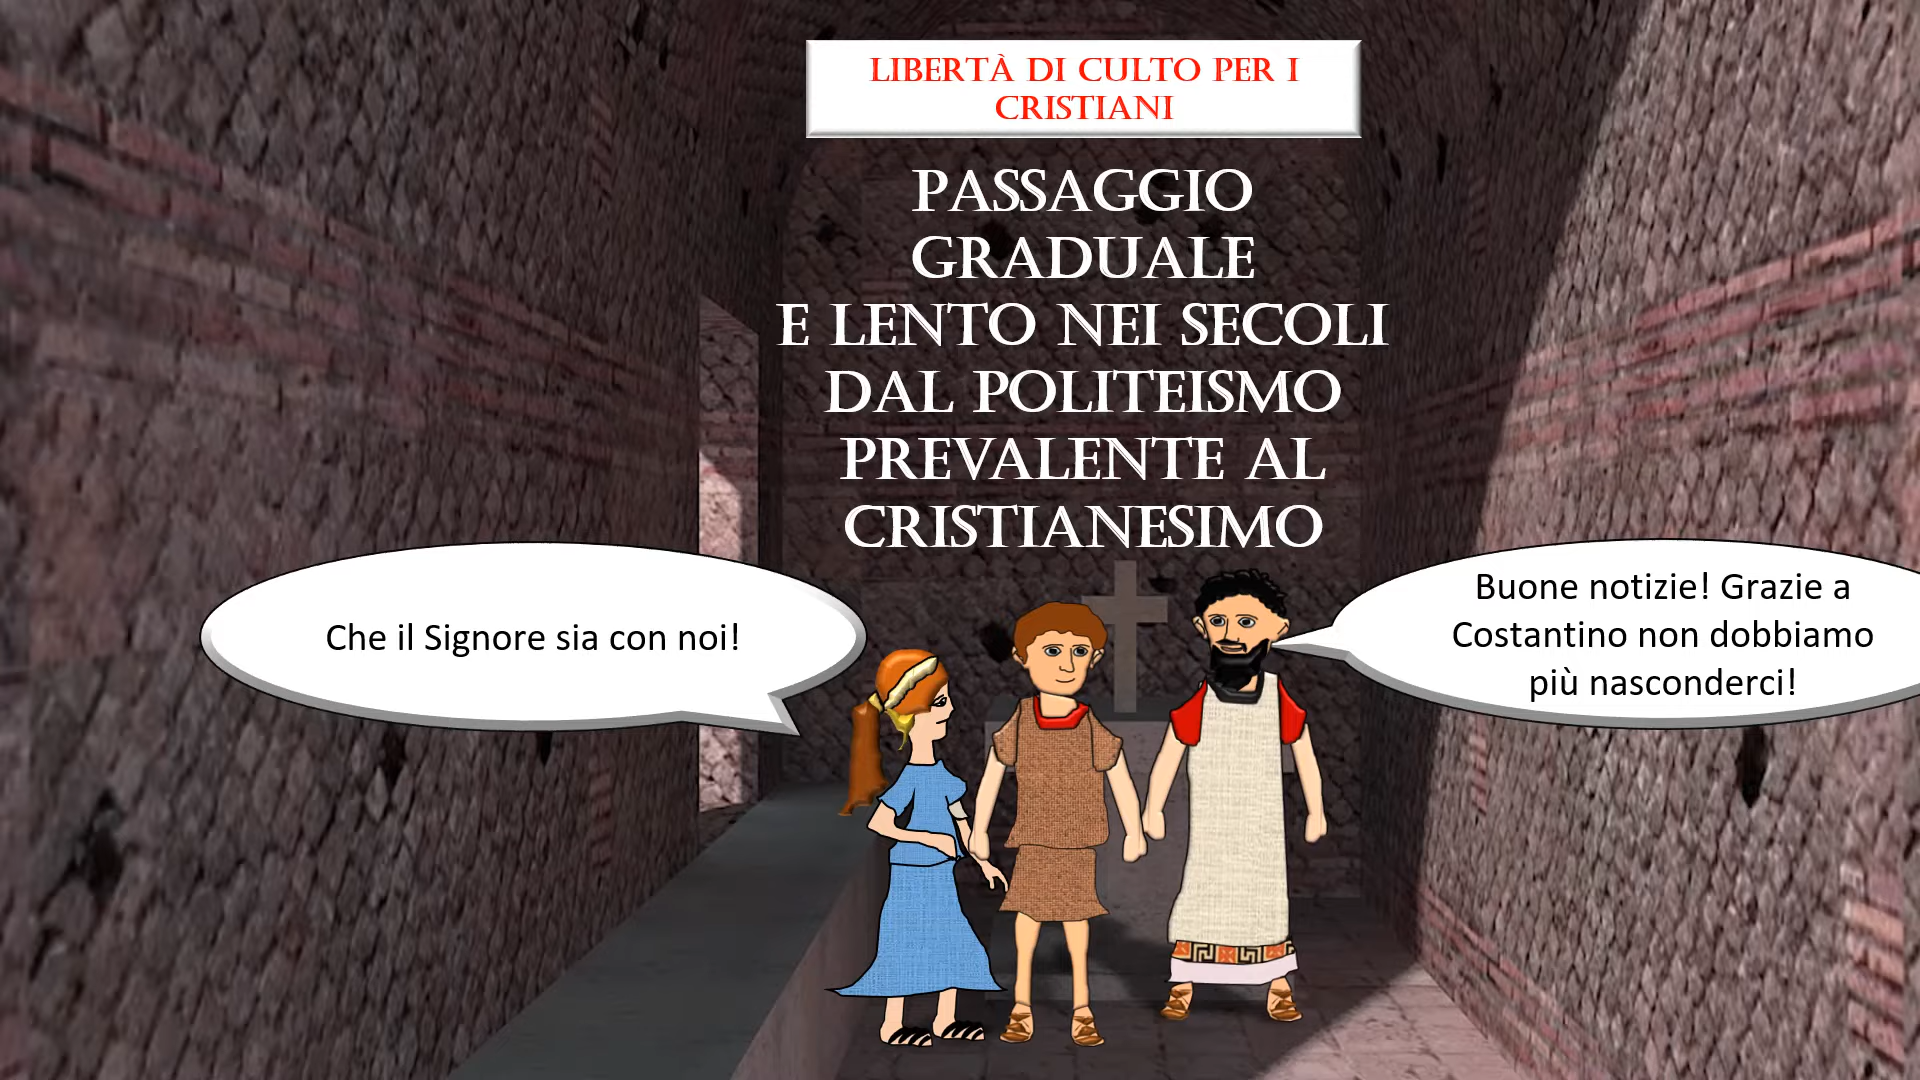 LIBERTÀ DI CULTO PER I
CRISTIANI
PASSAGGIO
GRADUALE
E LENTO NEI SECOLI
DAL POLITEISMO
PREVALENTE AL
CRISTIANESIMO
Che il Signore sia con noi!
Buone notizie! Grazie a
Costantino non dobbiamo
più nasconderci!